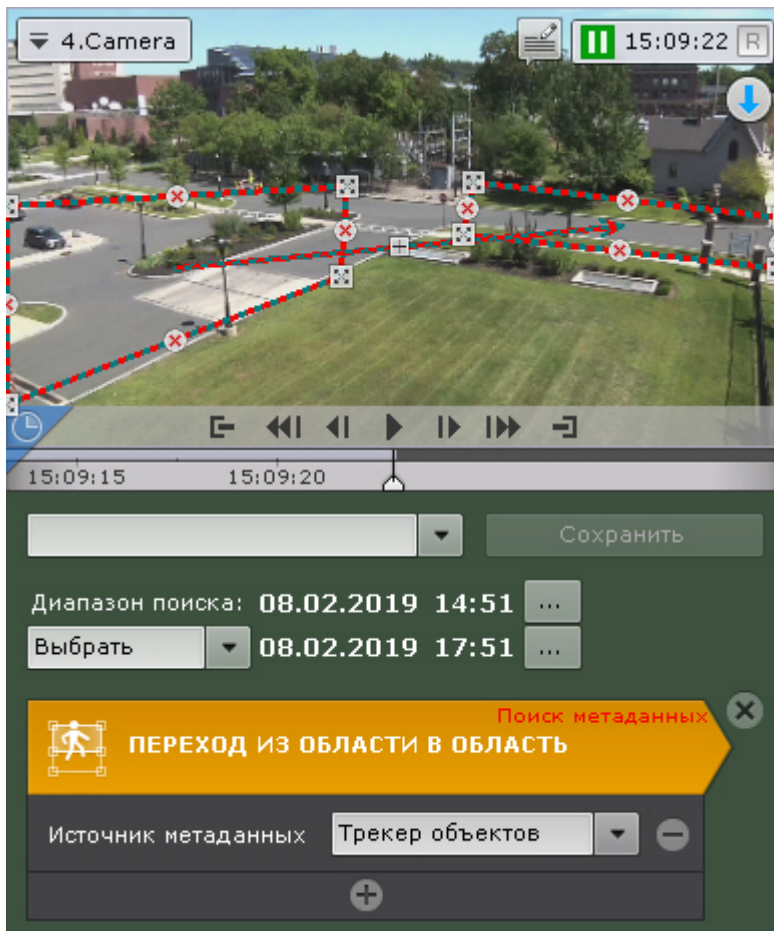 4.Camera
15:09:22 R
15:09:15 15:09:20
Сохранить
Диапазон поиска: 08.02.2019 14:51 ...
Выбрать 08.02.2019 17:51 ...
Поиск метаданных
ПЕРЕХОД ИЗ ОБЛАСТИ В ОБЛАСТЬ
Источник метаданных Трекер объектов